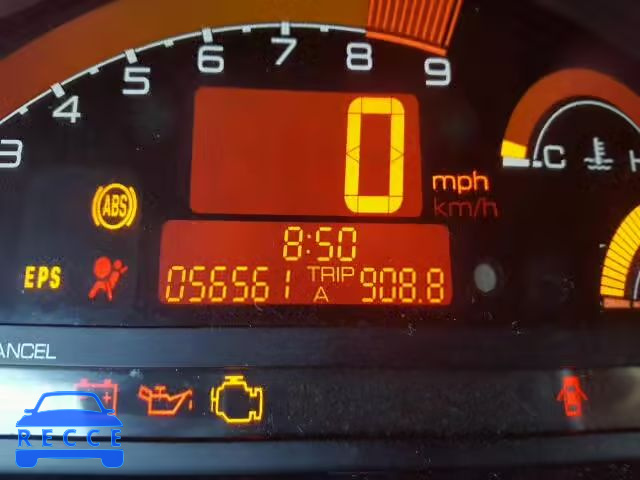 3 4 5 6 7 8 9
0
mph
km/h
C H
ABS
8:50
EPS
056561 TRIP A 908.8
ANCEL
RECCE